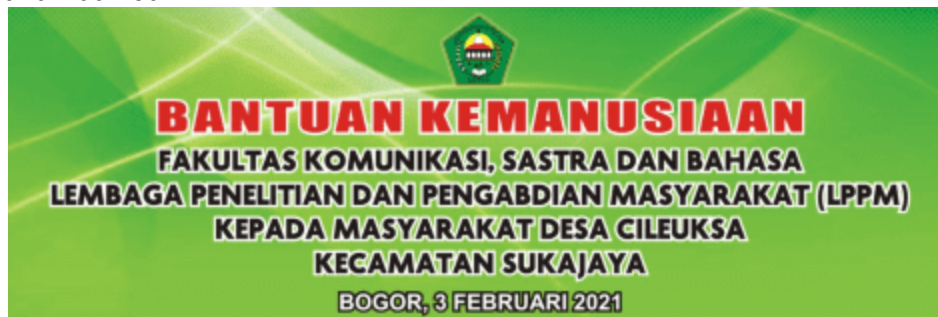 BANTUAN KEMANUSIAAN
FAKULTAS KOMUNIKASI, SASTRA DAN BAHASA
LEMBAGA PENELITIAN DAN PENGABDIAN MASYARAKAT (LPPM)
KEPADA MASYARAKAT DESA CILEUKSA
KECAMATAN SUKAJAYA
BOGOR, 3 FEBRUARI 2021